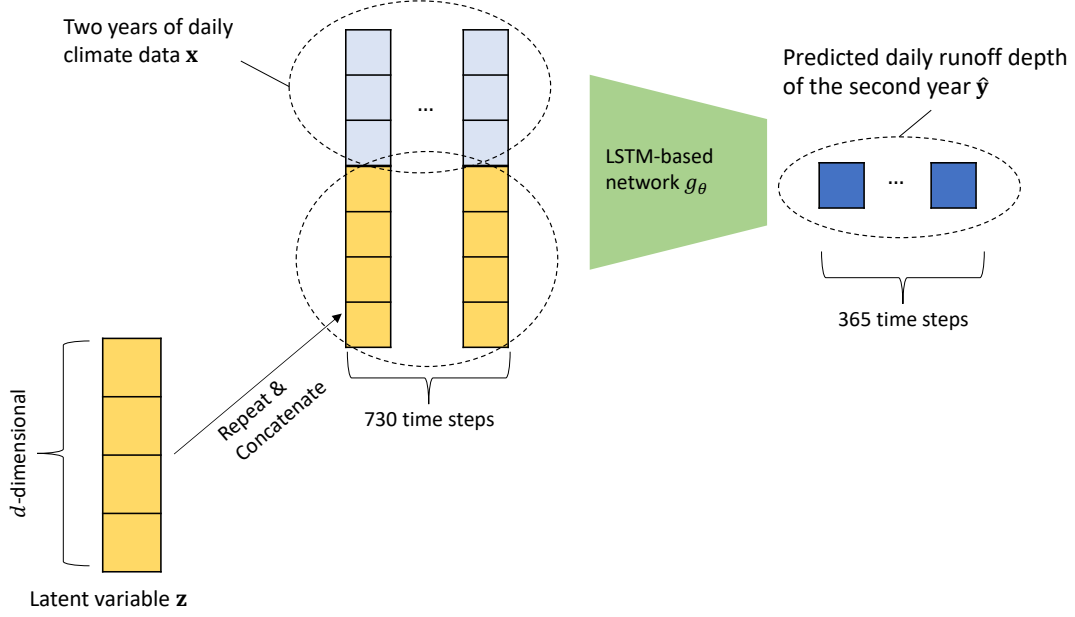 Two years of daily
climate data x
...
LSTM-based
network gθ
Predicted daily runoff depth
of the second year ŷ
...
365 time steps
730 time steps
Repeat &
Concatenate
d-dimensional
Latent variable z